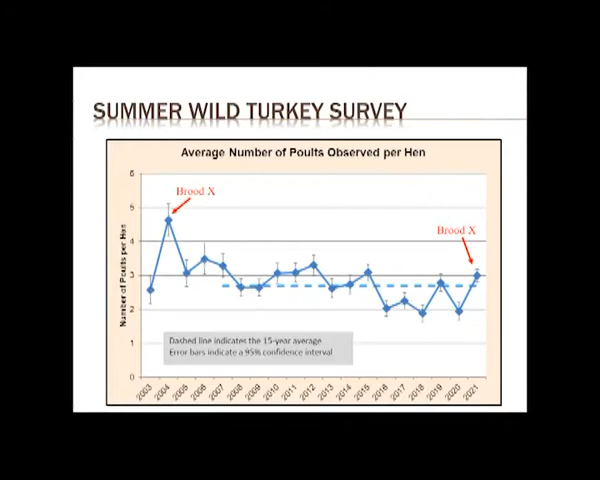 SUMMER WILD TURKEY SURVEY
Average Number of Poults Observed per Hen
Brood X
Brood X
Number of Poults per Hen
6
5
4
3
2
1
0
Dashed line indicates the 15-year average
Error bars indicate a 95% confidence interval
2003 2004 2005 2006 2007 2008 2009 2010 2011 2012 2013 2014 2015 2016 2017 2018 2019 2020 2021